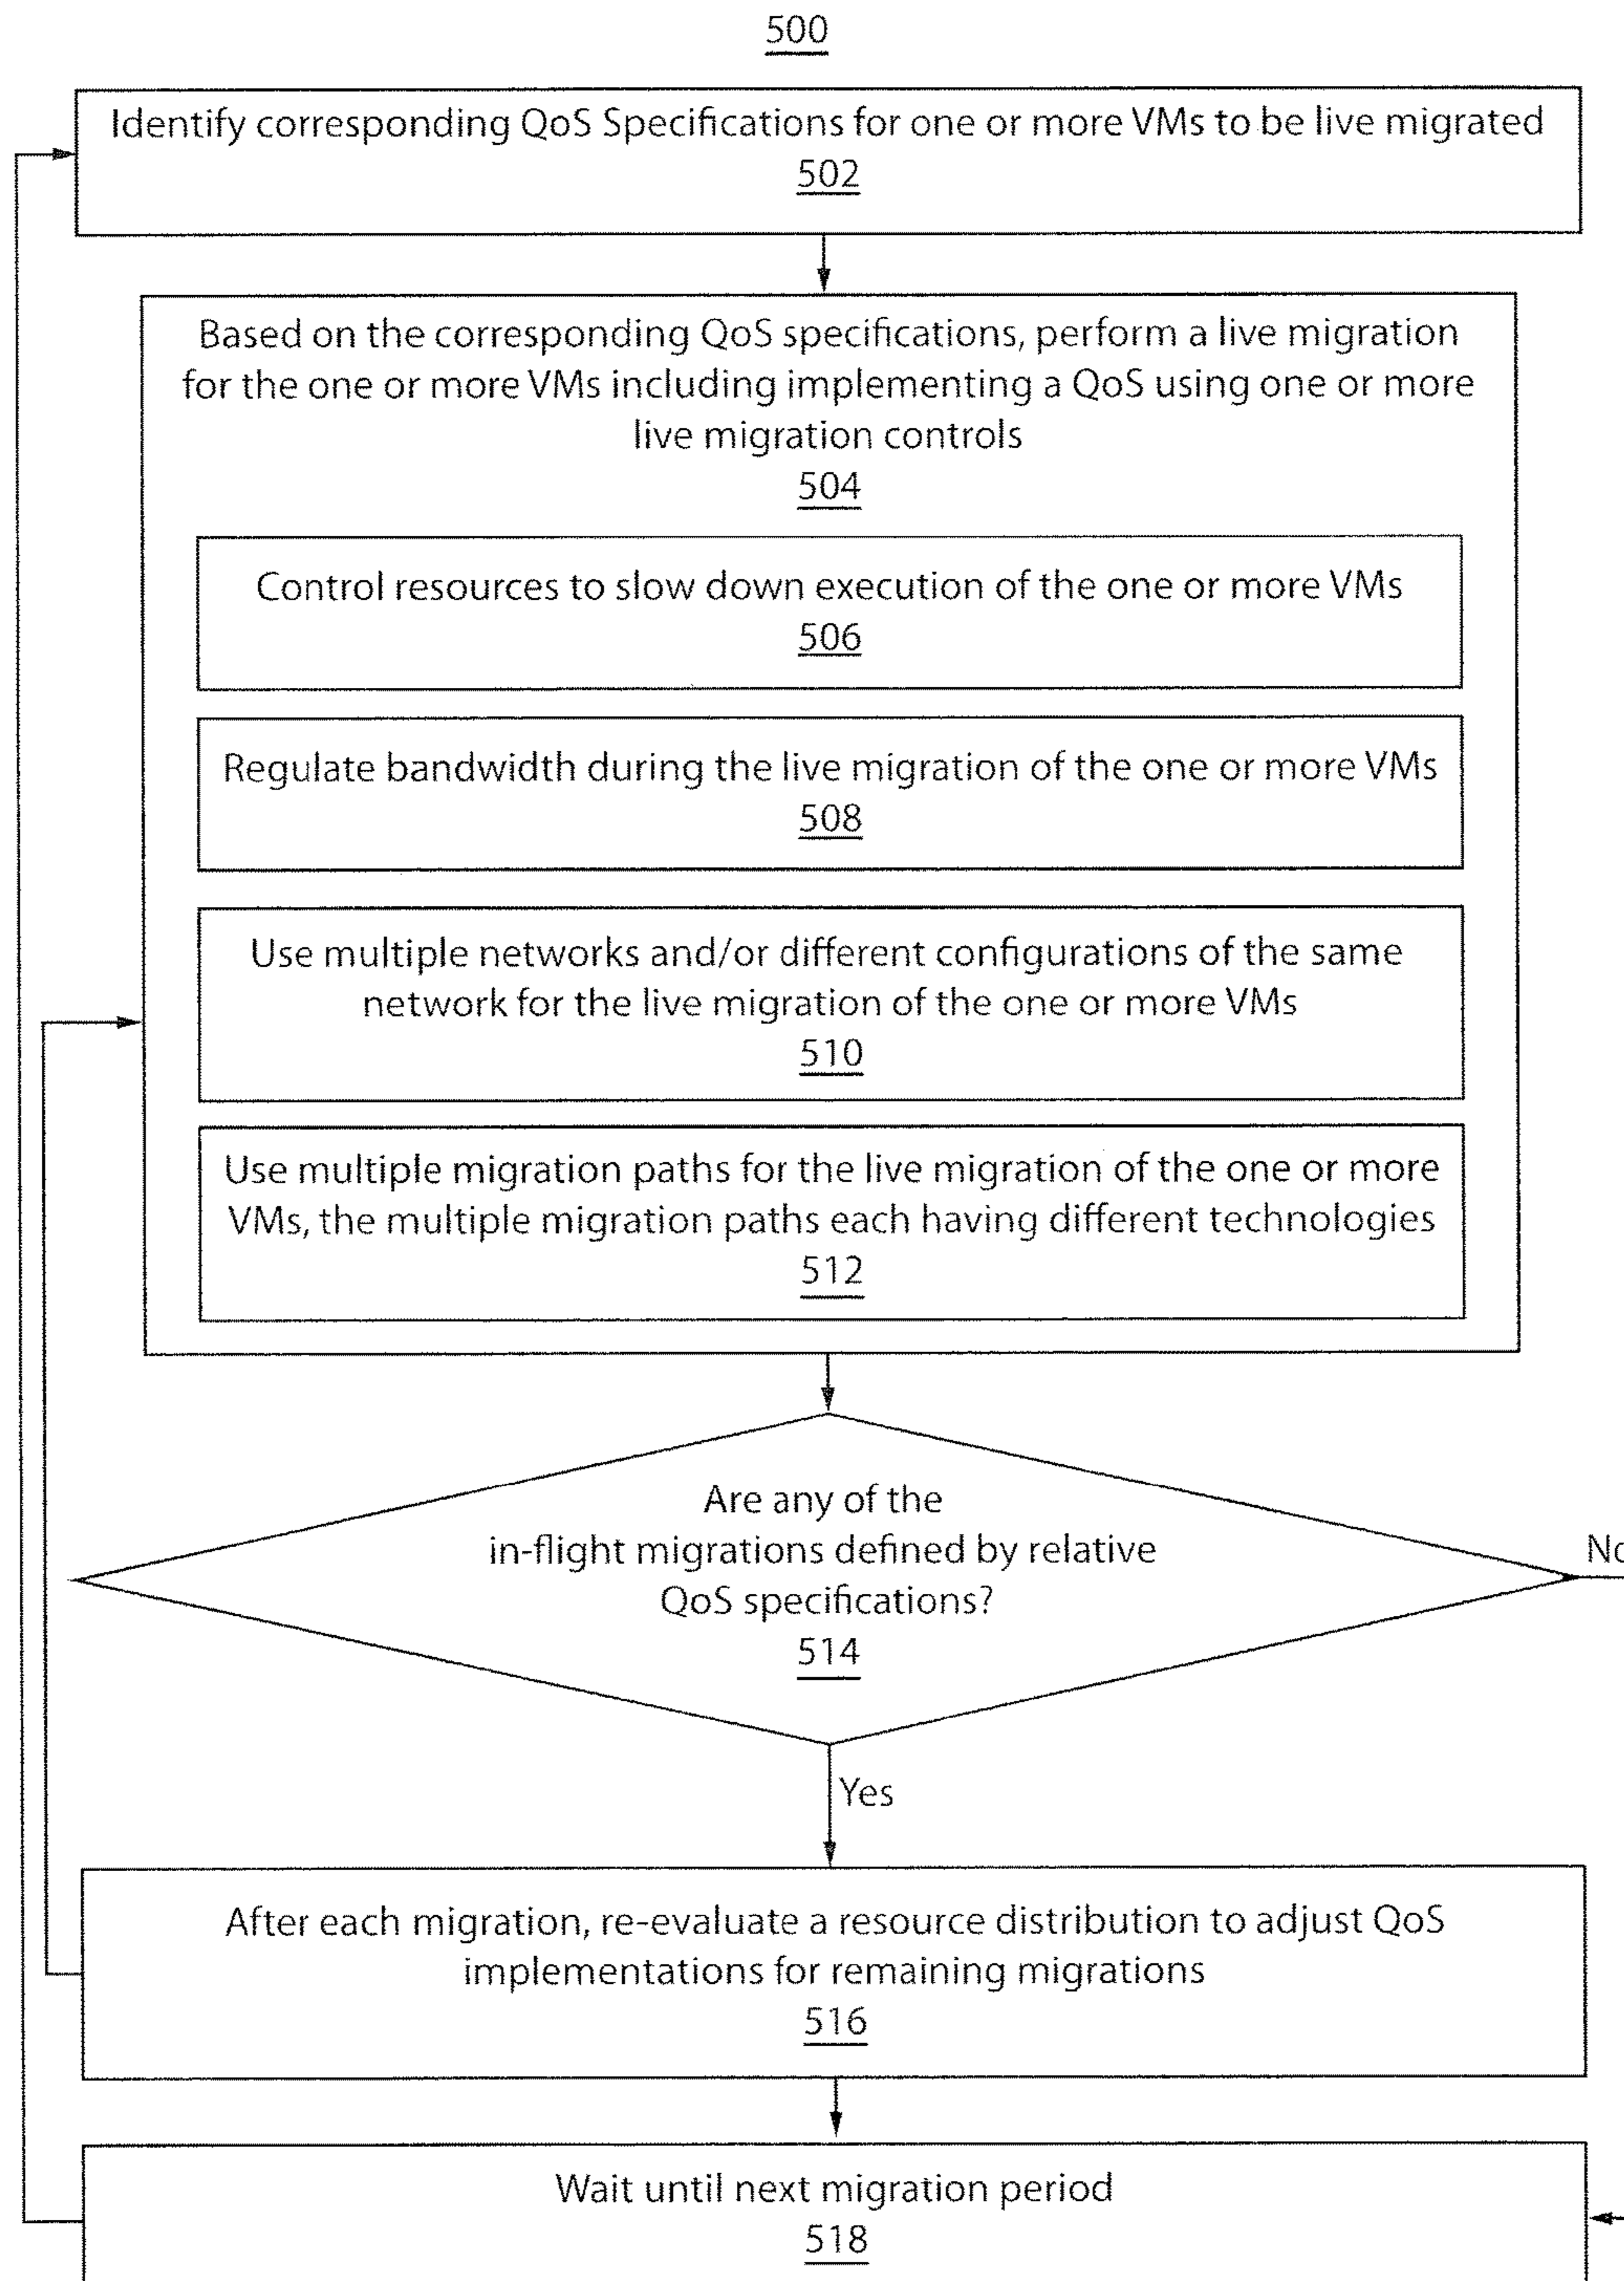 500
Identify corresponding QoS Specifications for one or more VMs to be live migrated
502
Based on the corresponding QoS specifications, perform a live migration
for the one or more VMs including implementing a QoS using one or more
live migration controls
504
Control resources to slow down execution of the one or more VMs
506
Regulate bandwidth during the live migration of the one or more VMs
508
Use multiple networks and/or different configurations of the same
network for the live migration of the one or more VMs
510
Use multiple migration paths for the live migration of the one or more
VMs, the multiple migration paths each having different technologies
512
Are any of the
in-flight migrations defined by relative
QoS specifications?
514
No
Yes
After each migration, re-evaluate a resource distribution to adjust QoS
implementations for remaining migrations
516
Wait until next migration period
518